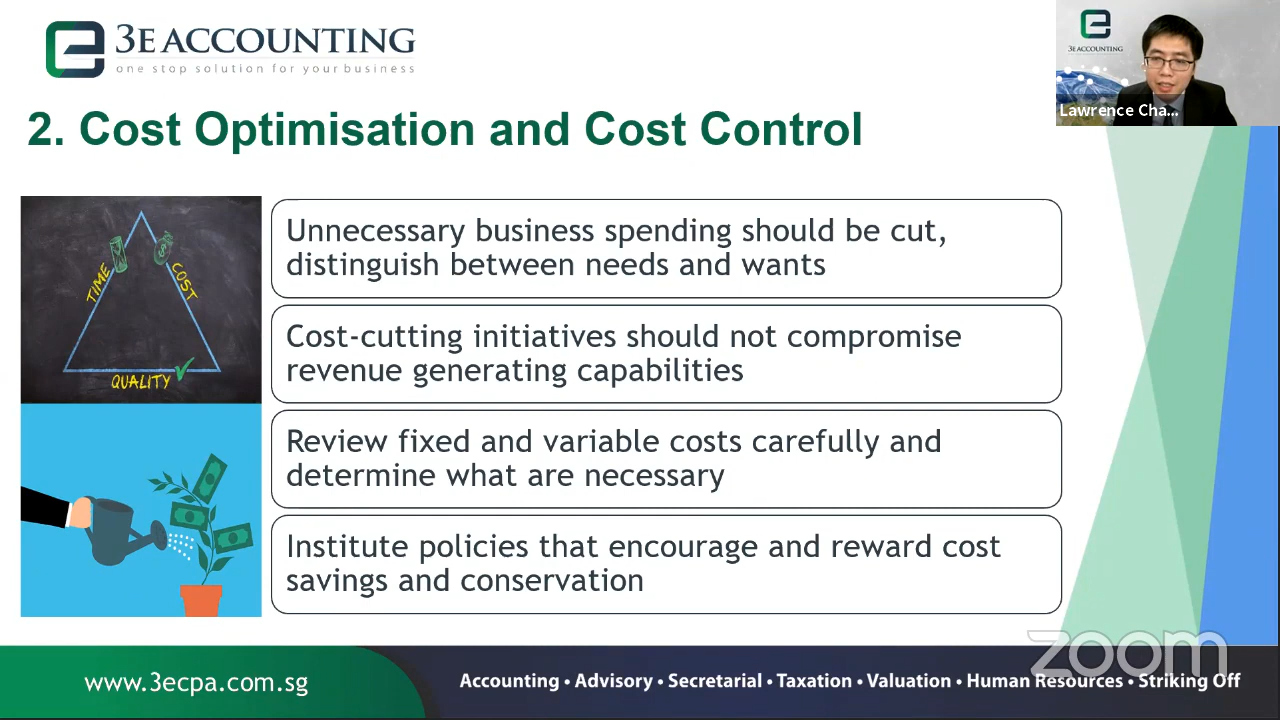 3E ACCOUNTING
one stop solution for your business
3E ACCOUNTING
Lawrence Cha...
2. Cost Optimisation and Cost Control
TIME
COST
QUALITY
Unnecessary business spending should be cut,
distinguish between needs and wants
Cost-cutting initiatives should not compromise
revenue generating capabilities
Review fixed and variable costs carefully and
determine what are necessary
Institute policies that encourage and reward cost
savings and conservation
zoom
www.3ecpa.com.sg
Accounting • Advisory • Secretarial • Taxation • Valuation • Human Resources • Striking Off